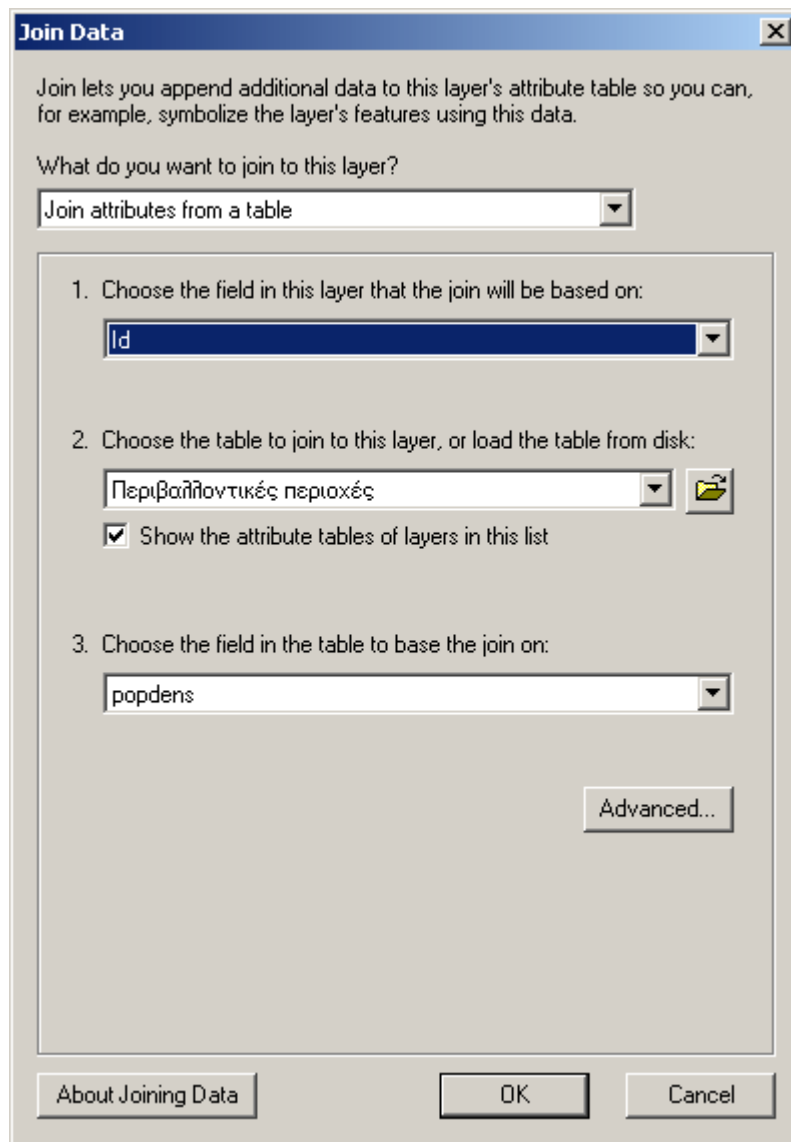 Join Data
Join lets you append additional data to this layer's attribute table so you can,
for example, symbolize the layer's features using this data.
What do you want to join to this layer?
Join attributes from a table
1. Choose the field in this layer that the join will be based on:
Id
2. Choose the table to join to this layer, or load the table from disk:
Περιβαλλοντικές περιοχές
Show the attribute tables of layers in this list
3. Choose the field in the table to base the join on:
popdens
Advanced...
About Joining Data
OK
Cancel